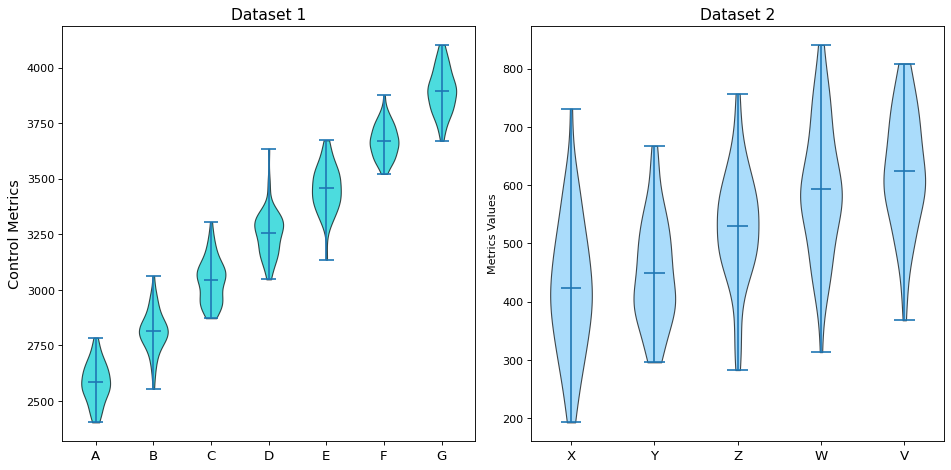 Dataset 1
Control Metrics
4000
3750
3500
3250
3000
2750
2500
A B C D E F G
Dataset 2
Metrics Values
800
700
600
500
400
300
200
X Y Z W V